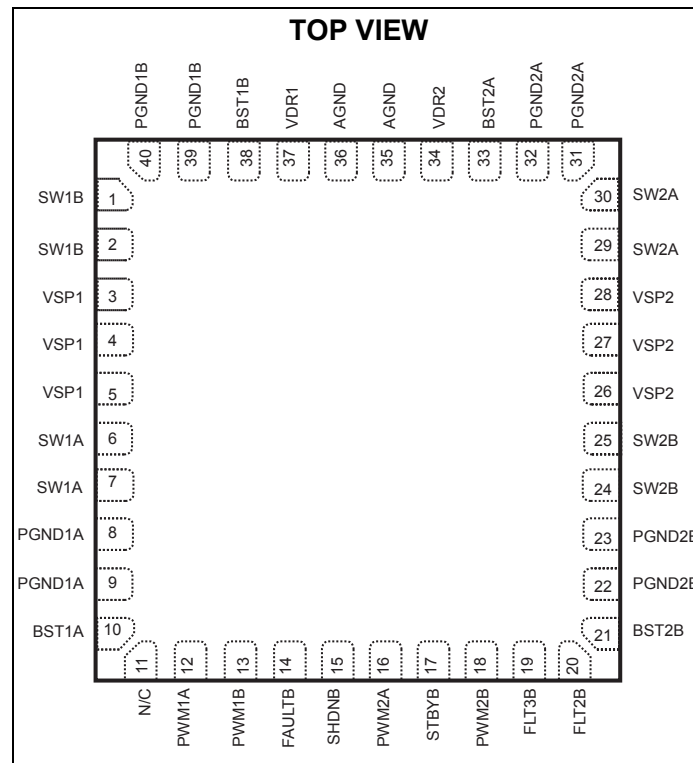 TOP VIEW
PGND1B
PGND1B
BST1B
VDR1
AGND
AGND
VDR2
BST2A
PGND2A
PGND2A
40
39
38
37
36
35
34
33
32
31
SW1B 1
30 SW2A
SW1B 2
29 SW2A
VSP1 3
28 VSP2
VSP1 4
27 VSP2
VSP1 5
26 VSP2
SW1A 6
25 SW2B
SW1A 7
24 SW2B
PGND1A 8
23 PGND2B
PGND1A 9
22 PGND2B
BST1A 10
21 BST2B
11
12
13
14
15
16
17
18
19
20
N/C
PWM1A
PWM1B
FAULTB
SHDNB
PWM2A
STBYB
PWM2B
FLT3B
FLT2B